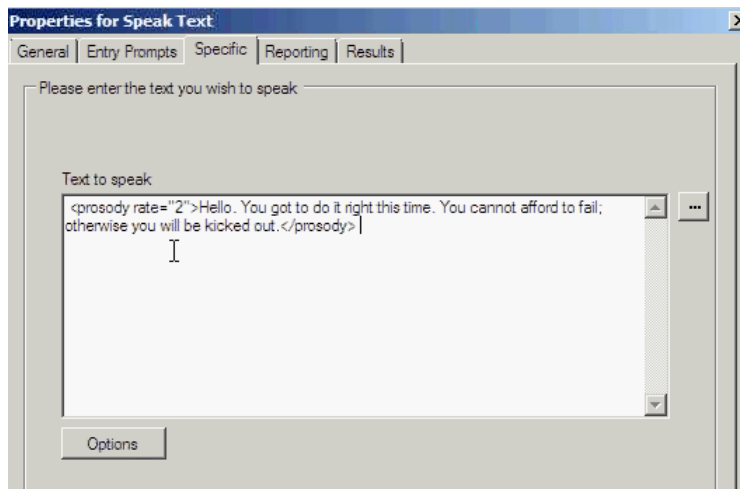 Properties for Speak Text
General Entry Prompts Specific Reporting Results
Please enter the text you wish to speak
Text to speak
<prosody rate="2">Hello. You got to do it right this time. You cannot afford to fail;
otherwise you will be kicked out.</prosody>
...
Options